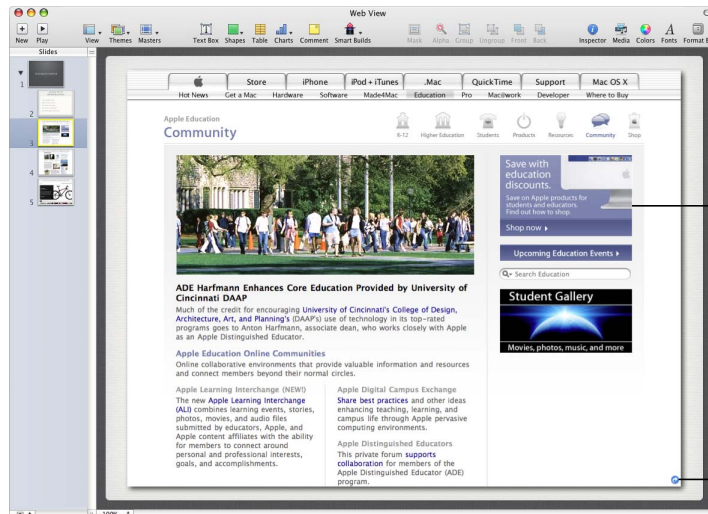 Web View
New
Play
View
Themes
Masters
Text Box
Shapes
Table
Charts
Comment
Smart Builds
Mask
Alpha
Group
Ungroup
Front
Back
Inspector
Media
Colors
Fonts
Format B
Slides
1
2
3
4
5
Store
iPhone
iPod + iTunes
.Mac
QuickTime
Support
Mac OS X
Hot News
Get a Mac
Hardware
Software
Made4Mac
Education
Pro
Mac@work
Developer
Where to Buy
Apple Education
Community
K-12
Higher Education
Students
Products
Resources
Community
Shop
Save with
education
discounts.
Save on Apple products for
students and educators.
Find out how to shop.
Shop now
Upcoming Education Events
Search Education
Student Gallery
Movies, photos, music, and more
ADE Harfmann Enhances Core Education Provided by University of
Cincinnati DAAP
Much of the credit for encouraging University of Cincinnati's College of Design,
Architecture, Art, and Planning's (DAAP's) use of technology in its top-rated
programs goes to Anton Harfmann, associate dean, who works closely with Apple
as an Apple Distinguished Educator.
Apple Education Online Communities
Online collaborative environments that provide valuable information and resources
and connect members beyond their normal circles.
Apple Learning Interchange (NEW!)
The new Apple Learning Interchange
(ALI) combines learning events, stories,
photos, movies, and audio files
submitted by educators, Apple, and
Apple content affiliates with the ability
for members to connect around
personal and professional interests,
goals, and accomplishments.
Apple Digital Campus Exchange
Share best practices and other ideas
enhancing teaching, learning, and
campus life through Apple pervasive
computing environments.
Apple Distinguished Educators
This private forum supports
collaboration for members of the
Apple Distinguished Educator (ADE)
program.
100%